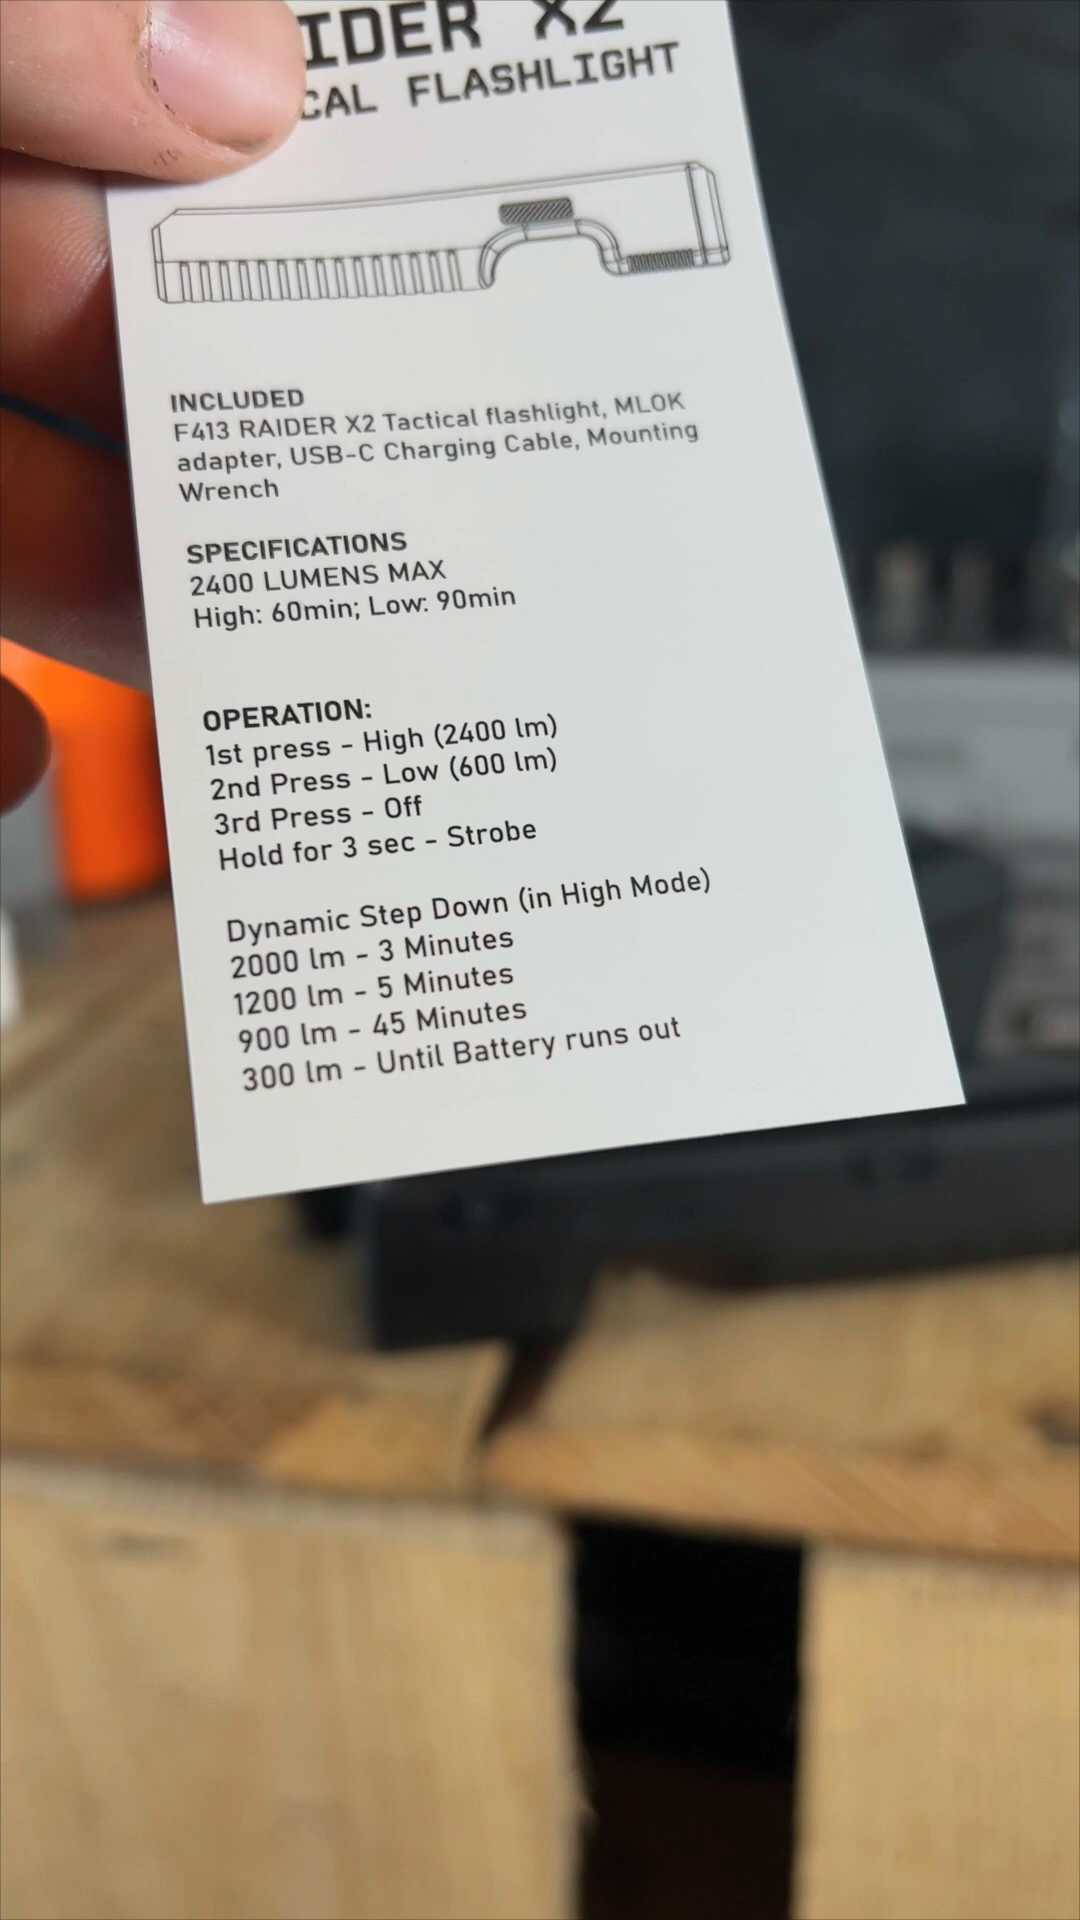 X2
FLASHLIGHT
INCLUDED
F413 RAIDER X2 Tactical flashlight, MLOK
adapter, USB-C Charging Cable, Mounting
Wrench
SPECIFICATIONS
2400 LUMENS MAX
High: 60min; Low: 90min
OPERATION:
1st press - High (2400 lm)
2nd Press - Low (600 lm)
3rd Press - Off
Hold for 3 sec - Strobe
Dynamic Step Down (in High Mode)
2000 lm - 3 Minutes
1200 lm - 5 Minutes
900 lm - 45 Minutes
300 lm - Until Battery runs out